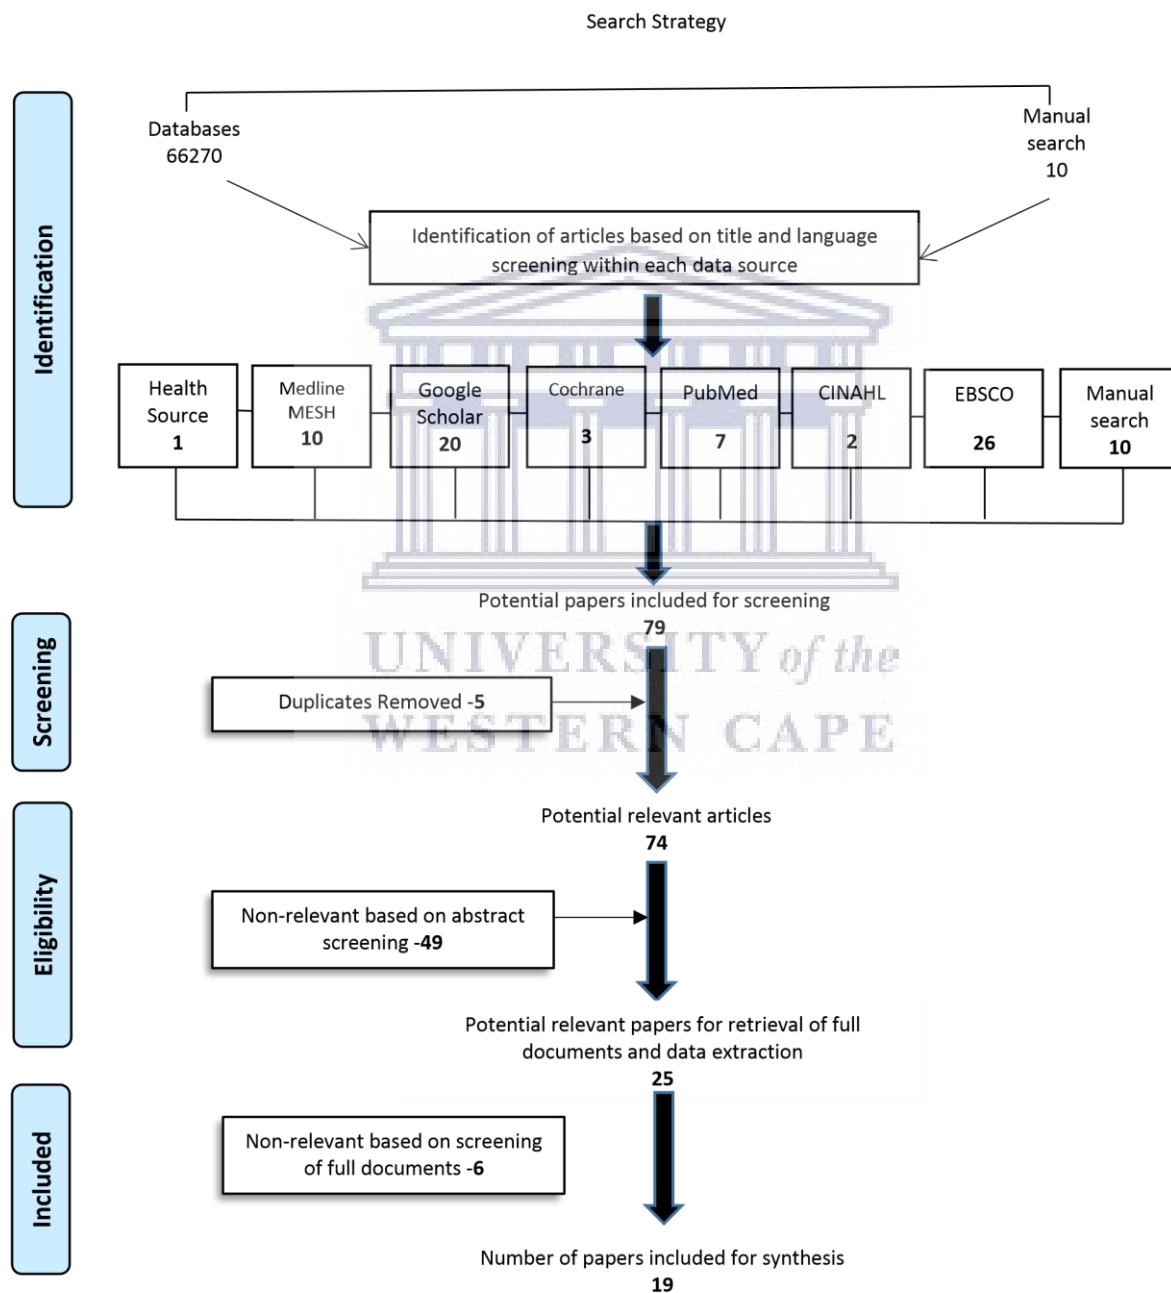 Search Strategy
Identification
Databases
66270
Manual
search
10
Identification of articles based on title and language
screening within each data source
Health
Source
1
Medline
MESH
10
Google
Scholar
20
Cochrane
3
PubMed
7
CINAHL
2
EBSCO
26
Manual
search
10
Potential papers included for screening
79
UNIVERSITY of the
WESTERN CAPE
Screening
Duplicates Removed -5
Potential relevant articles
74
Eligibility
Non-relevant based on abstract
screening -49
Potential relevant papers for retrieval of full
documents and data extraction
25
Included
Non-relevant based on screening
of full documents -6
Number of papers included for synthesis
19